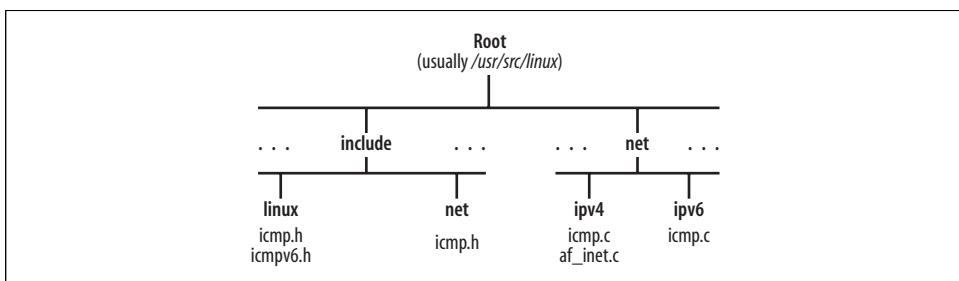 Root
(usually /usr/src/linux)
. . . include . . . . . . net . . .
linux net ipv4 ipv6
icmp.h icmp.h icmp.c icmp.c
icmpv6.h af_inet.c